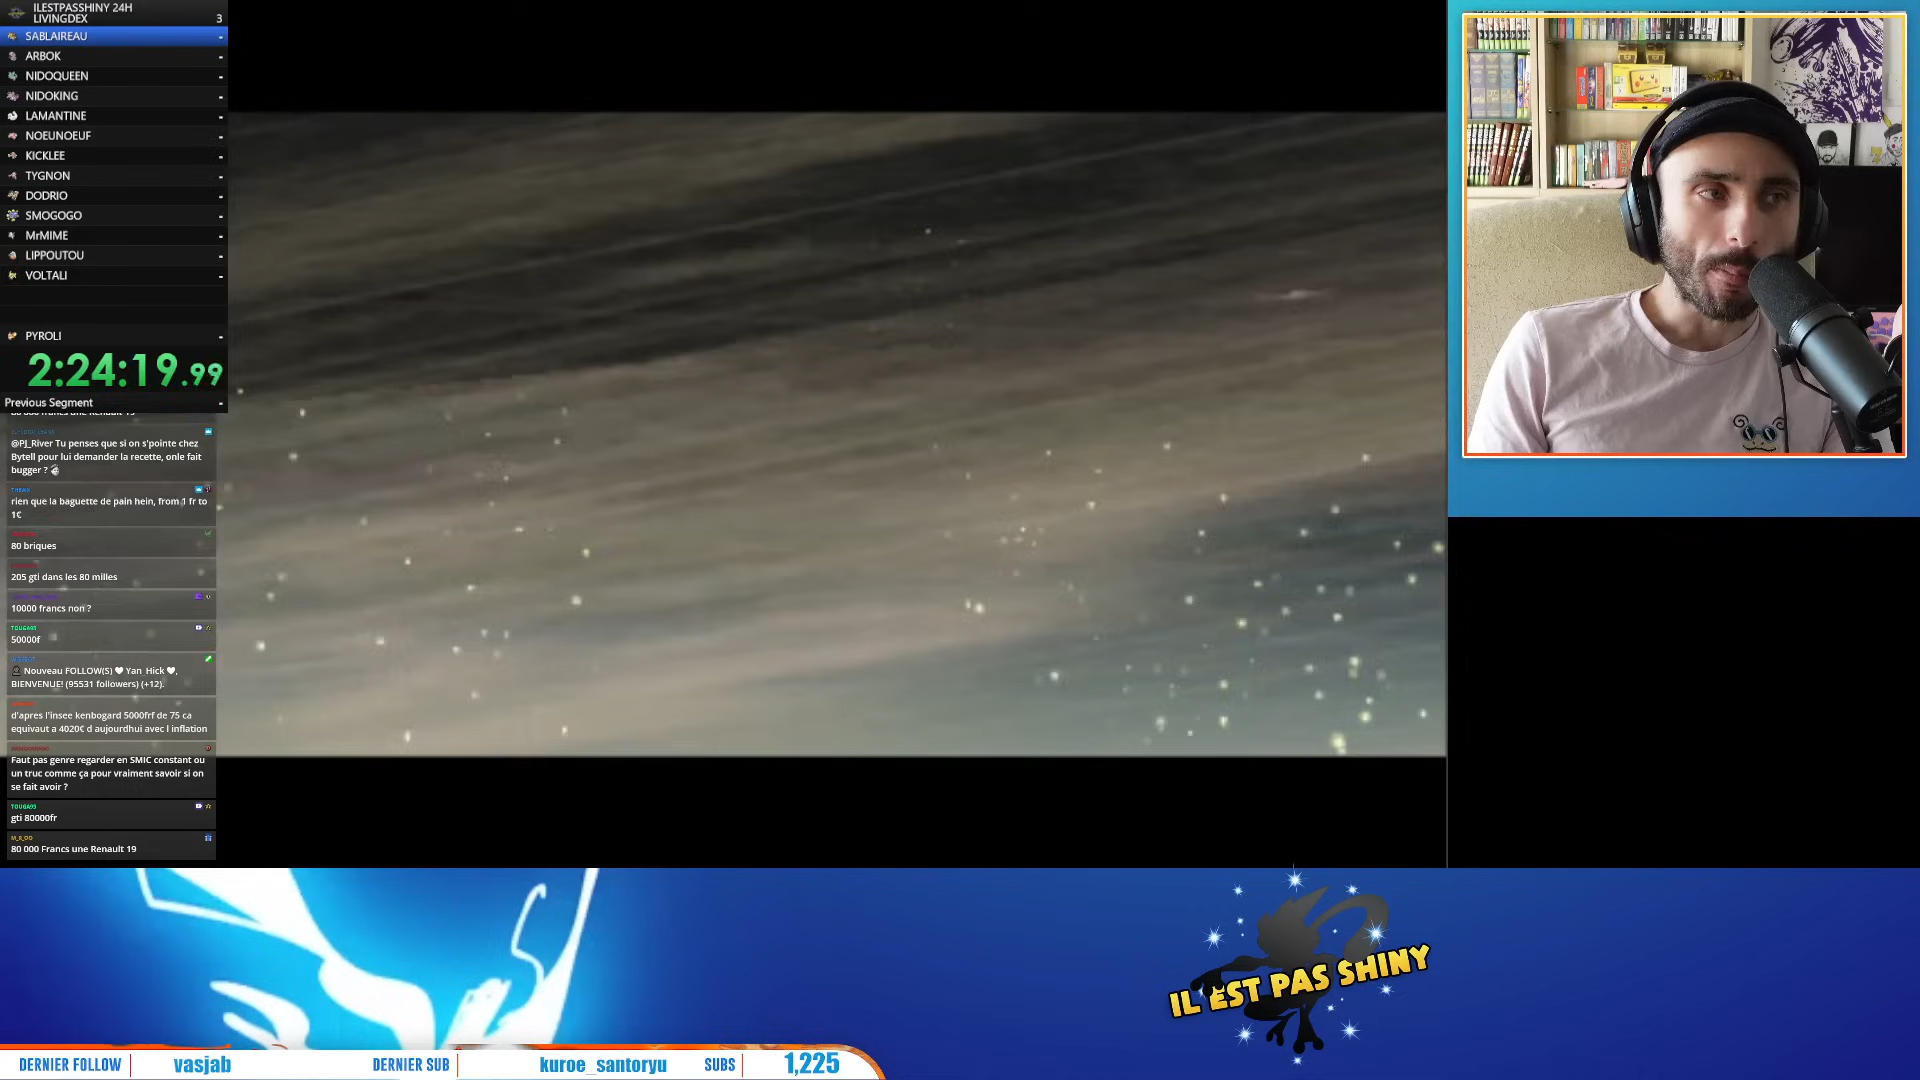 ILESTPASSHINY 24H
LIVINGDEX 3
SABLAIREAU -
ARBOK -
NIDOQUEEN -
NIDOKING -
LAMANTINE -
NOEUNOEUF -
KICKLEE -
TYGNON -
DODRIO -
SMOGOGO -
MrMIME -
LIPPOUTOU -
VOLTALI -
PYROLI -
2:24:19.99
Previous Segment -
@PJ_River Tu penses que si on s'pointe chez
Bytell pour lui demander la recette, onle fait
bugger ?
rien que la baguette de pain hein, from 1 fr to
1€
80 briques
205 gti dans les 80 milles
10000 francs non ?
TOUGA95
50000f
Nouveau FOLLOW(S) Yan_Hick ,
BIENVENUE! (95531 followers) (+12).
d'apres l'insee kenbogard 5000frf de 75 ca
equivaut a 4020€ d aujourdhui avec l inflation
Faut pas genre regarder en SMIC constant ou
un truc comme ça pour vraiment savoir si on
se fait avoir ?
TOUGA95
gti 80000fr
80 000 Francs une Renault 19
IL EST PAS SHINY
DERNIER FOLLOW vasjab DERNIER SUB kuroe_santoryu SUBS 1,225